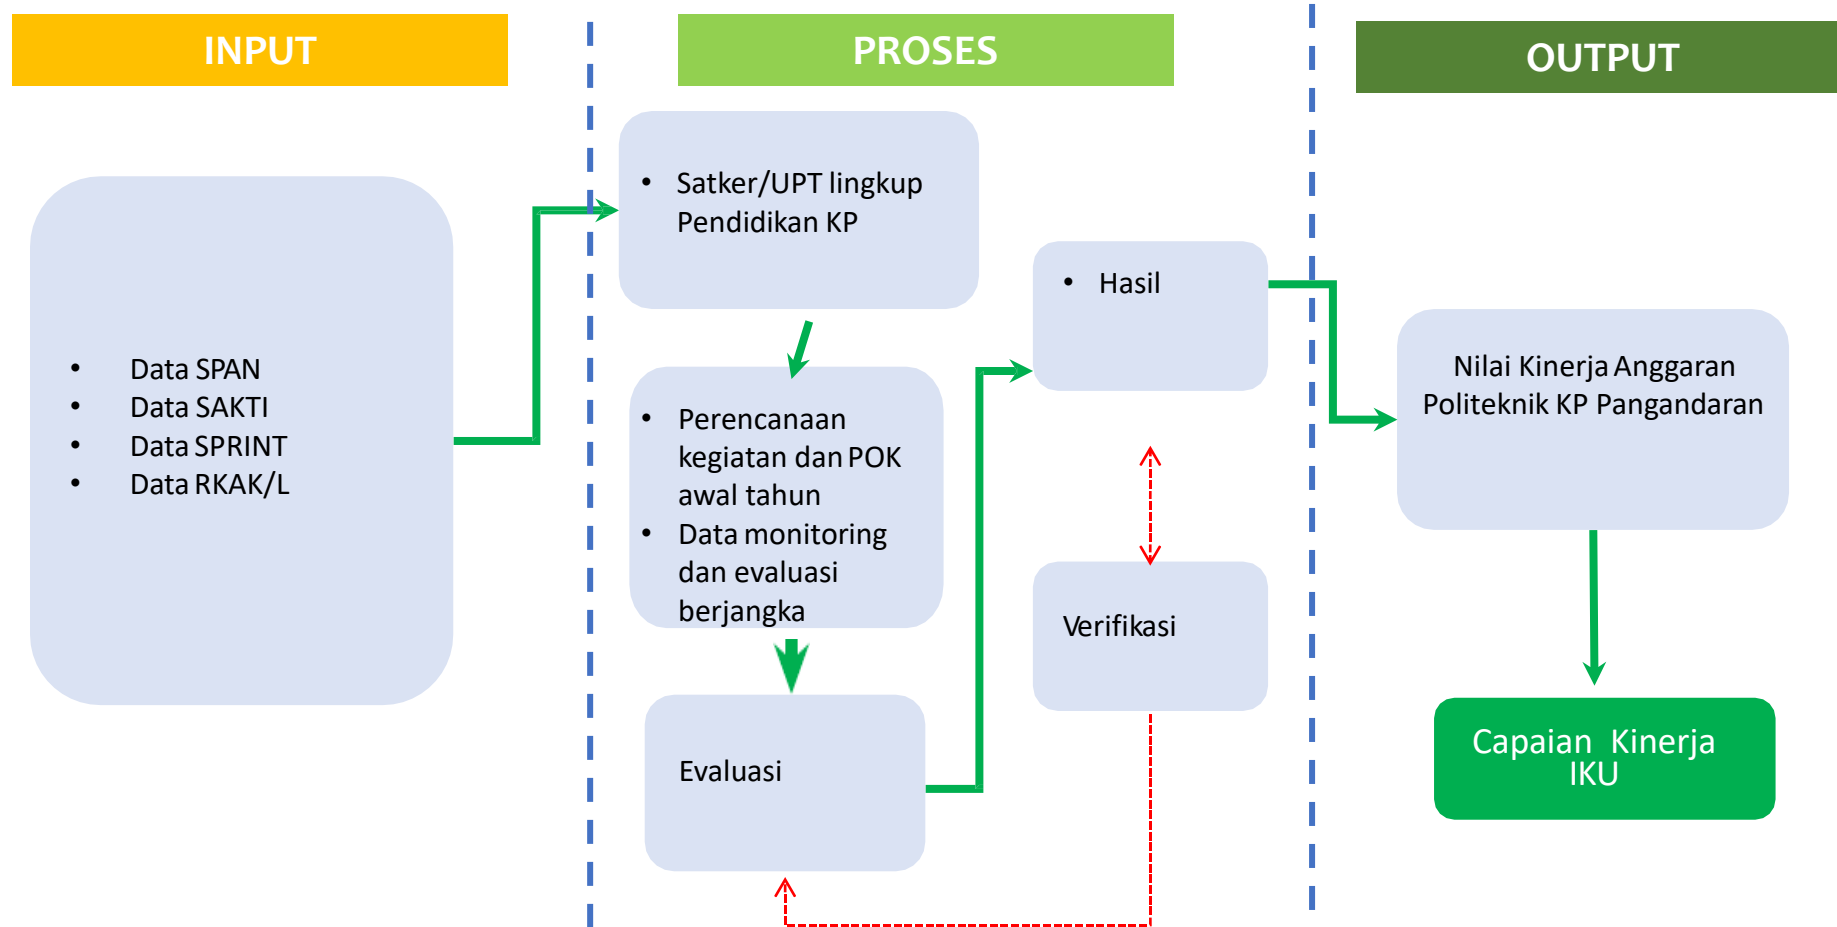 INPUT
PROSES
OUTPUT
• Data SPAN
• Data SAKTI
• Data SPRINT
• Data RKAK/L
• Satker/UPT lingkup
Pendidikan KP
• Perencanaan
kegiatan dan POK
awal tahun
• Data monitoring
dan evaluasi
berjangka
Evaluasi
• Hasil
Verifikasi
Nilai Kinerja Anggaran
Politeknik KP Pangandaran
Capaian Kinerja
IKU